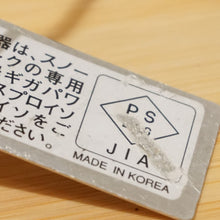 器は、スノー
クの専用
ギガパワ
スプロイン
インをご
ださい。
PS
JIA
MADE IN KOREA